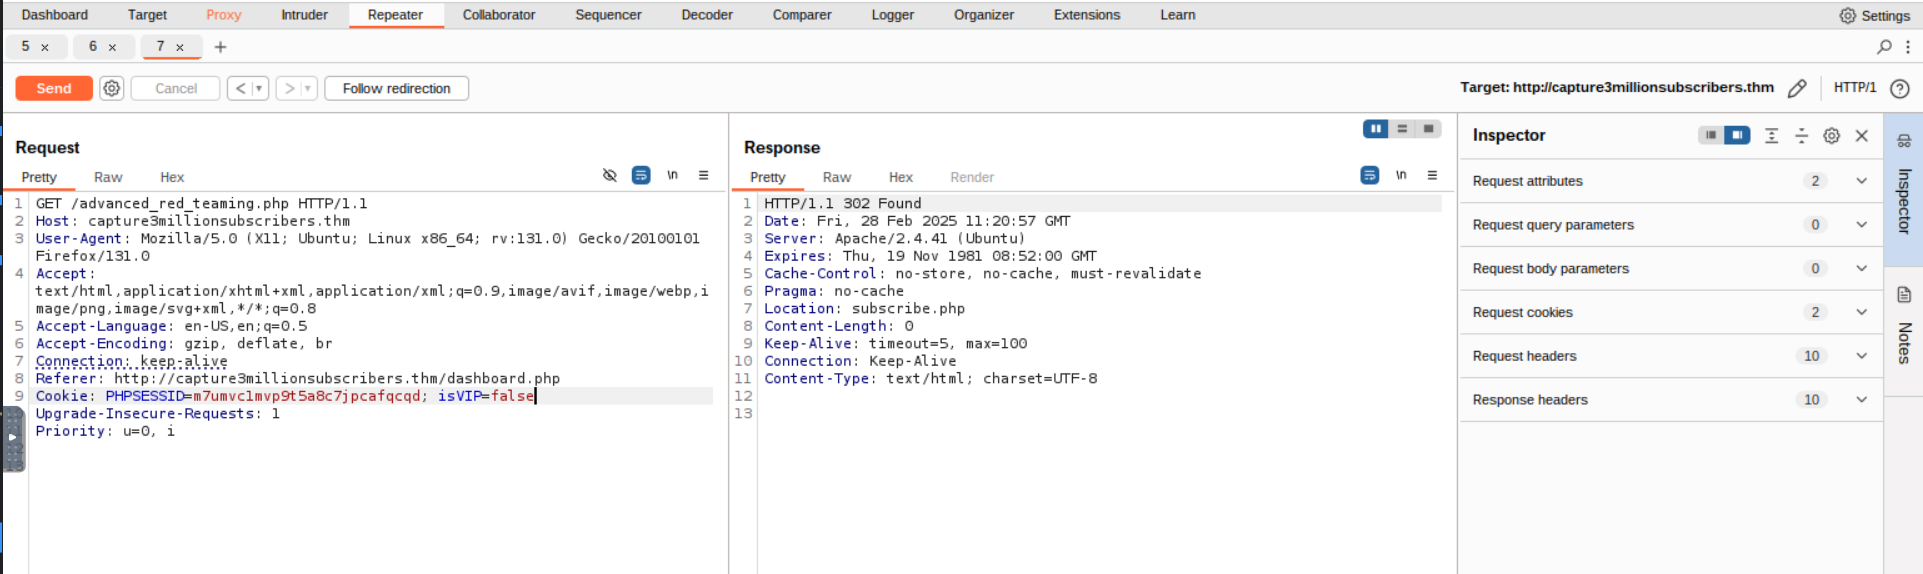 Dashboard Target Proxy Intruder Repeater Collaborator Sequencer Decoder Comparer Logger Organizer Extensions Learn Settings
5 × 6 × 7 × +
Send Cancel < > Follow redirection Target: http://capture3millionsubscribers.thm HTTP/1 ?
Request
Pretty Raw Hex \n
1 GET /advanced_red_teaming.php HTTP/1.1
2 Host: capture3millionsubscribers.thm
3 User-Agent: Mozilla/5.0 (X11; Ubuntu; Linux x86_64; rv:131.0) Gecko/20100101
Firefox/131.0
4 Accept:
text/html,application/xhtml+xml,application/xml;q=0.9,image/avif,image/webp,i
mage/png,image/svg+xml,*/*;q=0.8
5 Accept-Language: en-US,en;q=0.5
6 Accept-Encoding: gzip, deflate, br
7 Connection: keep-alive
8 Referer: http://capture3millionsubscribers.thm/dashboard.php
9 Cookie: PHPSESSID=m7umvc1mvp9t5a8c7jpcafqcqd; isVIP=false
Upgrade-Insecure-Requests: 1
Priority: u=0, i
Response
Pretty Raw Hex Render \n
1 HTTP/1.1 302 Found
2 Date: Fri, 28 Feb 2025 11:20:57 GMT
3 Server: Apache/2.4.41 (Ubuntu)
4 Expires: Thu, 19 Nov 1981 08:52:00 GMT
5 Cache-Control: no-store, no-cache, must-revalidate
6 Pragma: no-cache
7 Location: subscribe.php
8 Content-Length: 0
9 Keep-Alive: timeout=5, max=100
10 Connection: Keep-Alive
11 Content-Type: text/html; charset=UTF-8
12
13
Inspector
Request attributes 2
Request query parameters 0
Request body parameters 0
Request cookies 2
Request headers 10
Response headers 10
Inspector
Notes